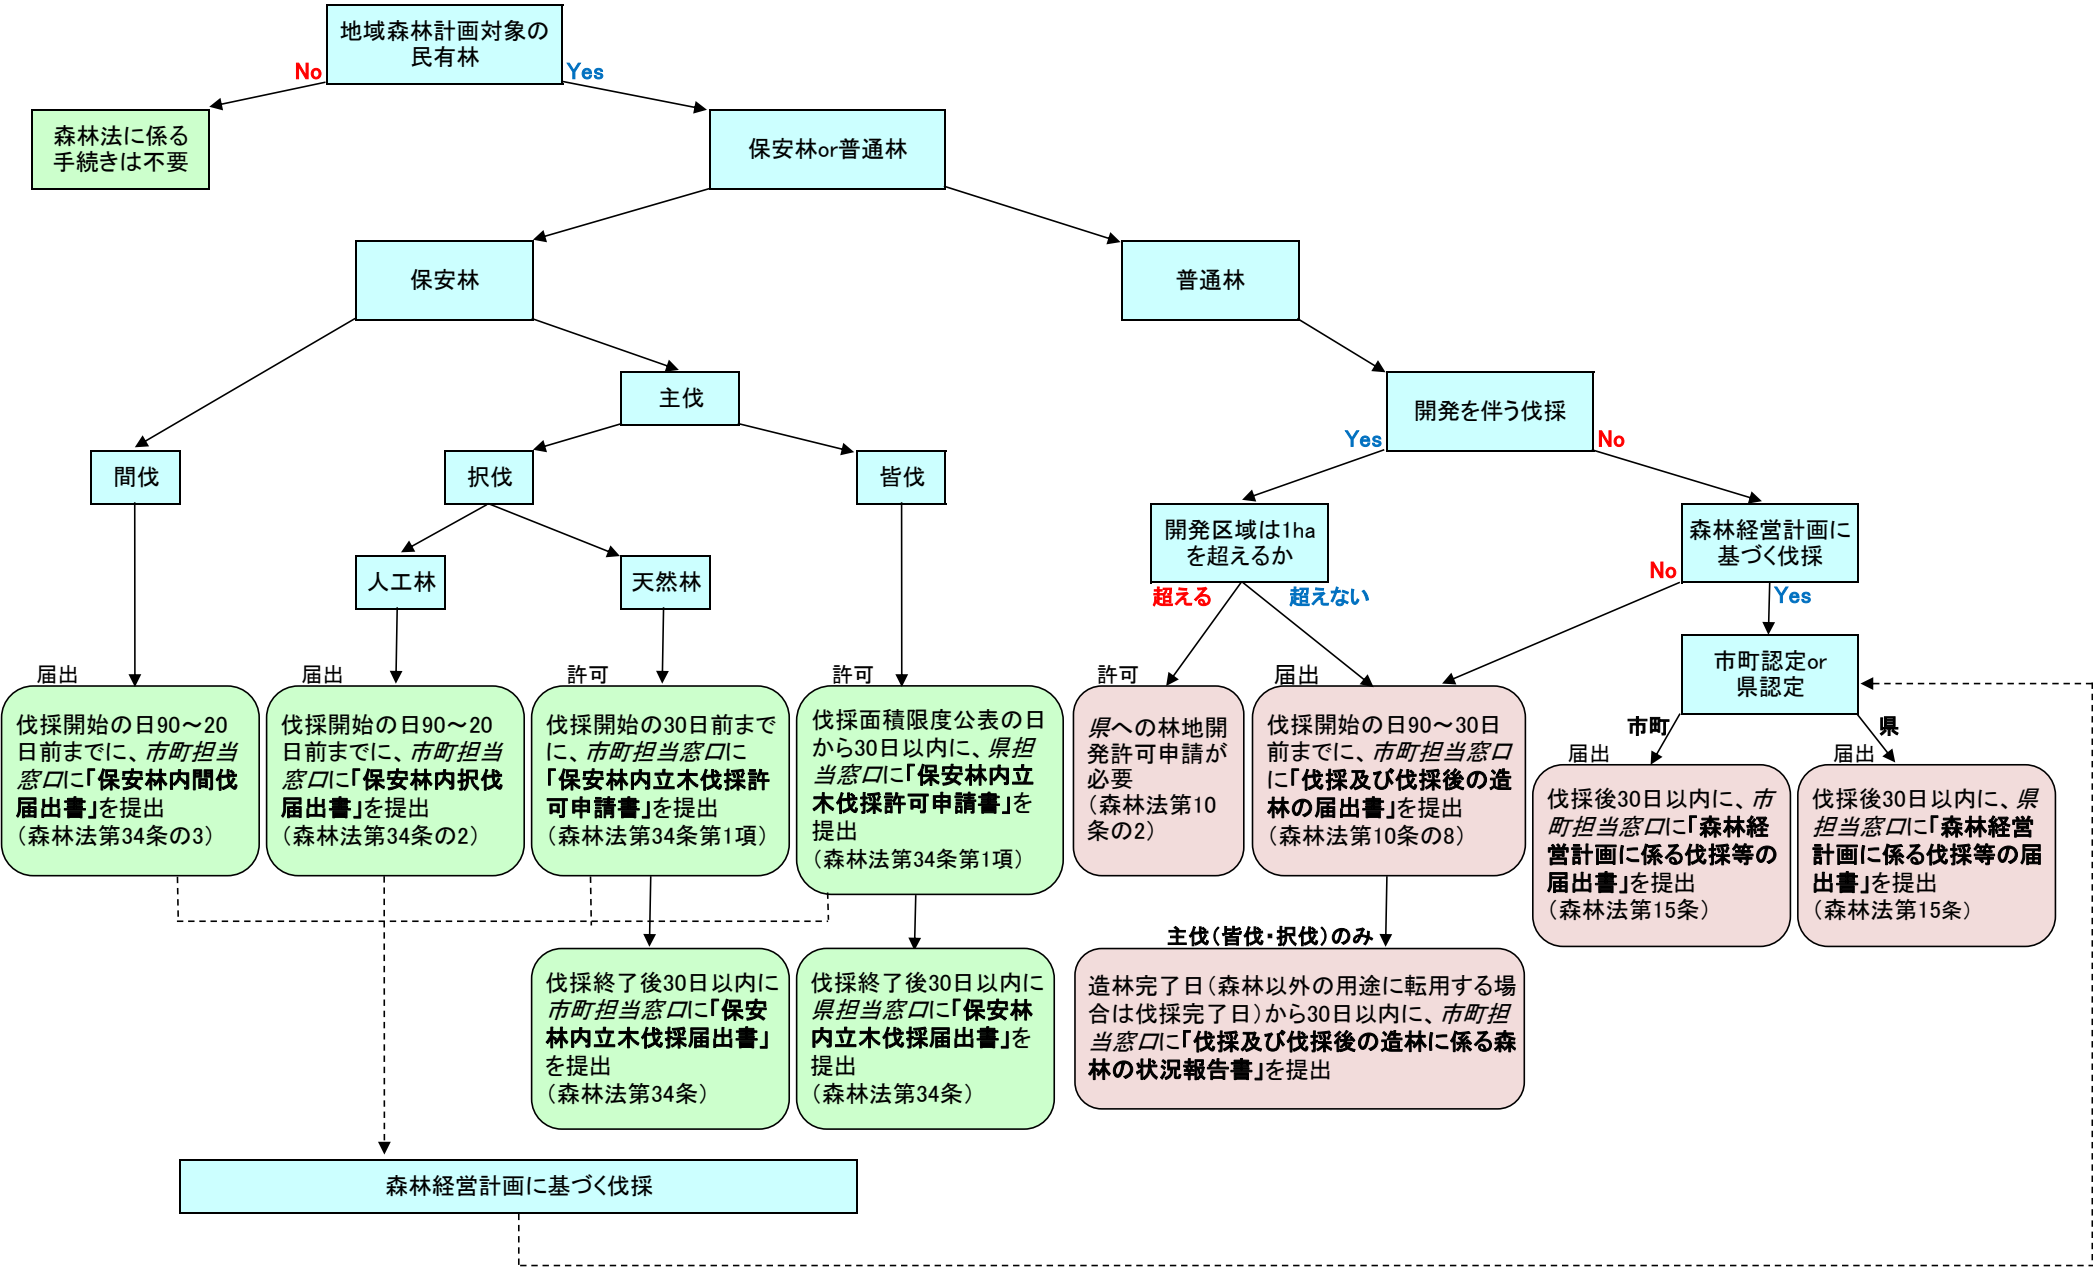 地域森林計画対象の
民有林
No
Yes
森林法に係る
手続きは不要
保安林or普通林
保安林
普通林
主伐
開発を伴う伐採
Yes
No
間伐
択伐
皆伐
開発区域は1ha
を超えるか
森林経営計画に
基づく伐採
人工林
天然林
超える
超えない
No
Yes
市町認定or
県認定
市町
県
届出
伐採開始の日90～20
日前までに、市町担当
窓口に「保安林内間伐
届出書」を提出
（森林法第34条の3）
届出
伐採開始の日90～20
日前までに、市町担当
窓口に「保安林内択伐
届出書」を提出
（森林法第34条の2）
許可
伐採開始の30日前まで
に、市町担当窓口に
「保安林内立木伐採許
可申請書」を提出
（森林法第34条第1項）
許可
伐採面積限度公表の日
から30日以内に、県担
当窓口に「保安林内立
木伐採許可申請書」を
提出
（森林法第34条第1項）
許可
県への林地開
発許可申請が
必要
（森林法第10
条の2）
届出
伐採開始の日90～30日
前までに、市町担当窓口
に「伐採及び伐採後の造
林の届出書」を提出
（森林法第10条の8）
届出
伐採後30日以内に、市
町担当窓口に「森林経
営計画に係る伐採等の
届出書」を提出
（森林法第15条）
届出
伐採後30日以内に、県
担当窓口に「森林経営
計画に係る伐採等の届
出書」を提出
（森林法第15条）
伐採終了後30日以内に
市町担当窓口に「保安
林内立木伐採届出書」
を提出
（森林法第34条）
伐採終了後30日以内に
県担当窓口に「保安林
内立木伐採届出書」を
提出
（森林法第34条）
主伐（皆伐・択伐）のみ
造林完了日（森林以外の用途に転用する場
合は伐採完了日）から30日以内に、市町担
当窓口に「伐採及び伐採後の造林に係る森
林の状況報告書」を提出
森林経営計画に基づく伐採